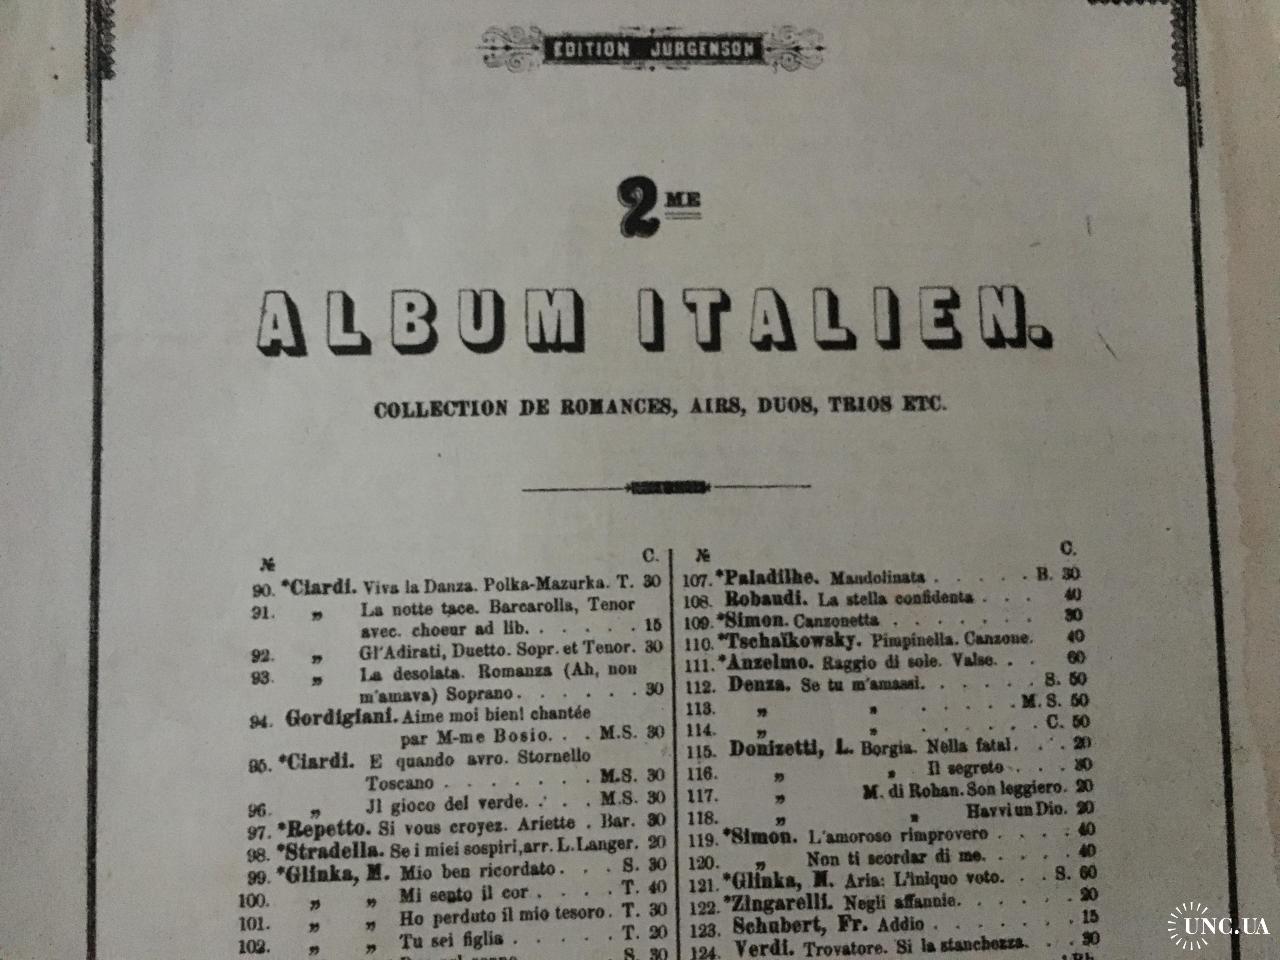 EDITION JURGENSON
2ME
ALBUM ITALIEN.
COLLECTION DE ROMANCES, AIRS, DUOS, TRIOS ETC.
№ C.
90. *Ciardi. Viva la Danza. Polka-Mazurka. T. 30
91. „ La notte tace. Barcarolla, Tenor
avec. choeur ad lib. . . . . . 15
92. „ Gl'Adirati, Duetto. Sopr. et Tenor. 30
93. „ La desolata. Romanza (Ah, non
m'amava) Soprano. . . . . . 30
94. Gordigiani. Aime moi bien! chantée
par M-me Bosio. . . M.S. 30
95. *Ciardi. E quando avro. Stornello
Toscano . . . . . . . M.S. 30
96. „ Jl gioco del verde. . . . M.S. 30
97. *Repetto. Si vous croyez. Ariette . Bar. 30
98. *Stradella. Se i miei sospiri, arr. L. Langer. 20
99. *Glinka, M. Mio ben ricordato . . . S. 30
100. „ „ Mi sento il cor . . . . T. 40
101. „ „ Ho perduto il mio tesoro. T. 30
102. „ „ Tu sei figlia . . . . . T. 20
S. 30
№ C.
107. *Paladilhe. Mandolinata . . . . . B. 30
108. Robaudi. La stella confidenta . . . 40
109. *Simon. Canzonetta . . . . . . . 30
110. *Tschaïkowsky. Pimpinella. Canzone. 40
111. *Anzelmo. Raggio di sole. Valse. . . 60
112. Denza. Se tu m'amassi. . . . . . S. 50
113. „ „ . . . . . M.S. 50
114. „ „ . . . . . . C. 50
115. Donizetti, L. Borgia. Nella fatal. . . 20
116. „ „ Il segreto . . . 30
117. „ M. di Rohan. Son leggiero. 20
118. „ „ Havvi un Dio. 20
119. *Simon. L'amoroso rimprovero . . . . 40
120. „ Non ti scordar di me. . . . 40
121. *Glinka, M. Aria: L'iniquo voto. . . S. 60
122. *Zingarelli. Negli affannie. . . . . . 20
123. Schubert, Fr. Addio . . . . . . . 15
124. Verdi. Trovatore. Si la stanchezza. . . 30
UNC.UA